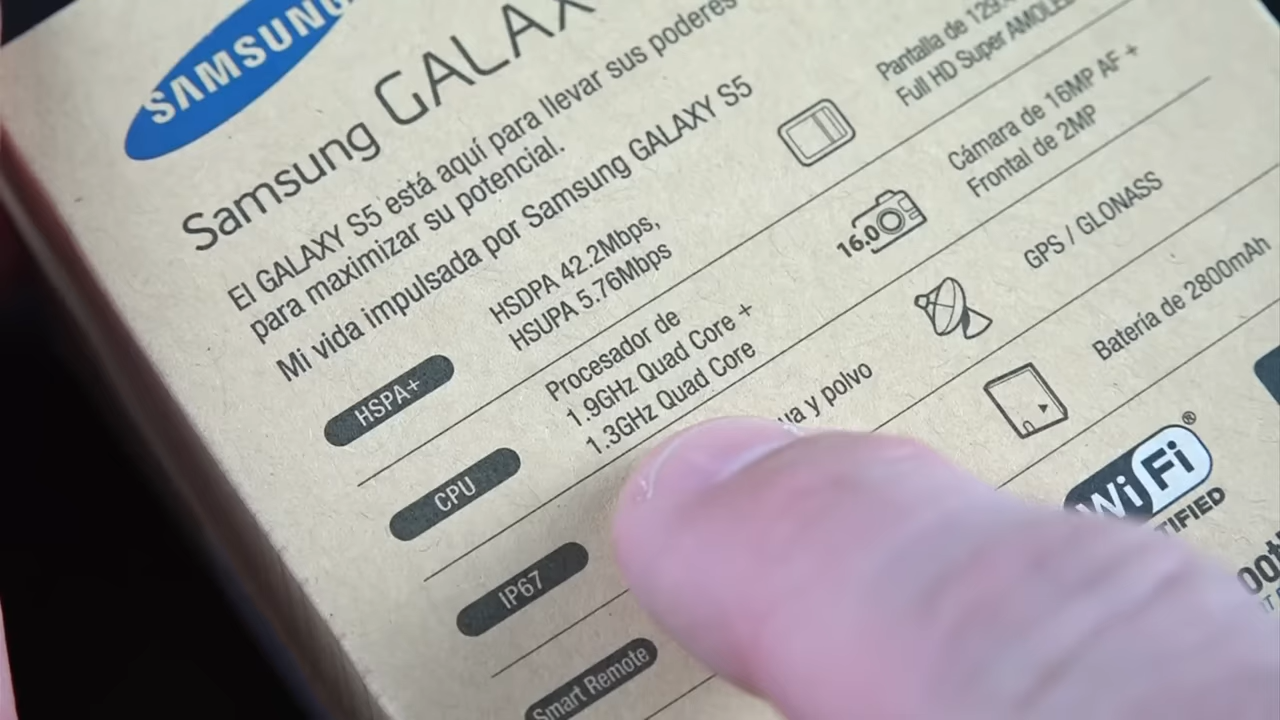 SAMSUNG
Samsung GALAX
El GALAXY S5 está aquí para llevar sus poderes
para maximizar su potencial.
Mi vida impulsada por Samsung GALAXY S5
HSPA+
HSDPA 42.2Mbps,
HSUPA 5.76Mbps
CPU
Procesador de
1.9GHz Quad Core +
1.3GHz Quad Core
IP67
y polvo
Smart Remote
Pantalla de 129.
Full HD Super AMOLED
16.0
Cámara de 16MP AF +
Frontal de 2MP
GPS / GLONASS
Batería de 2800mAh
Wi Fi ®